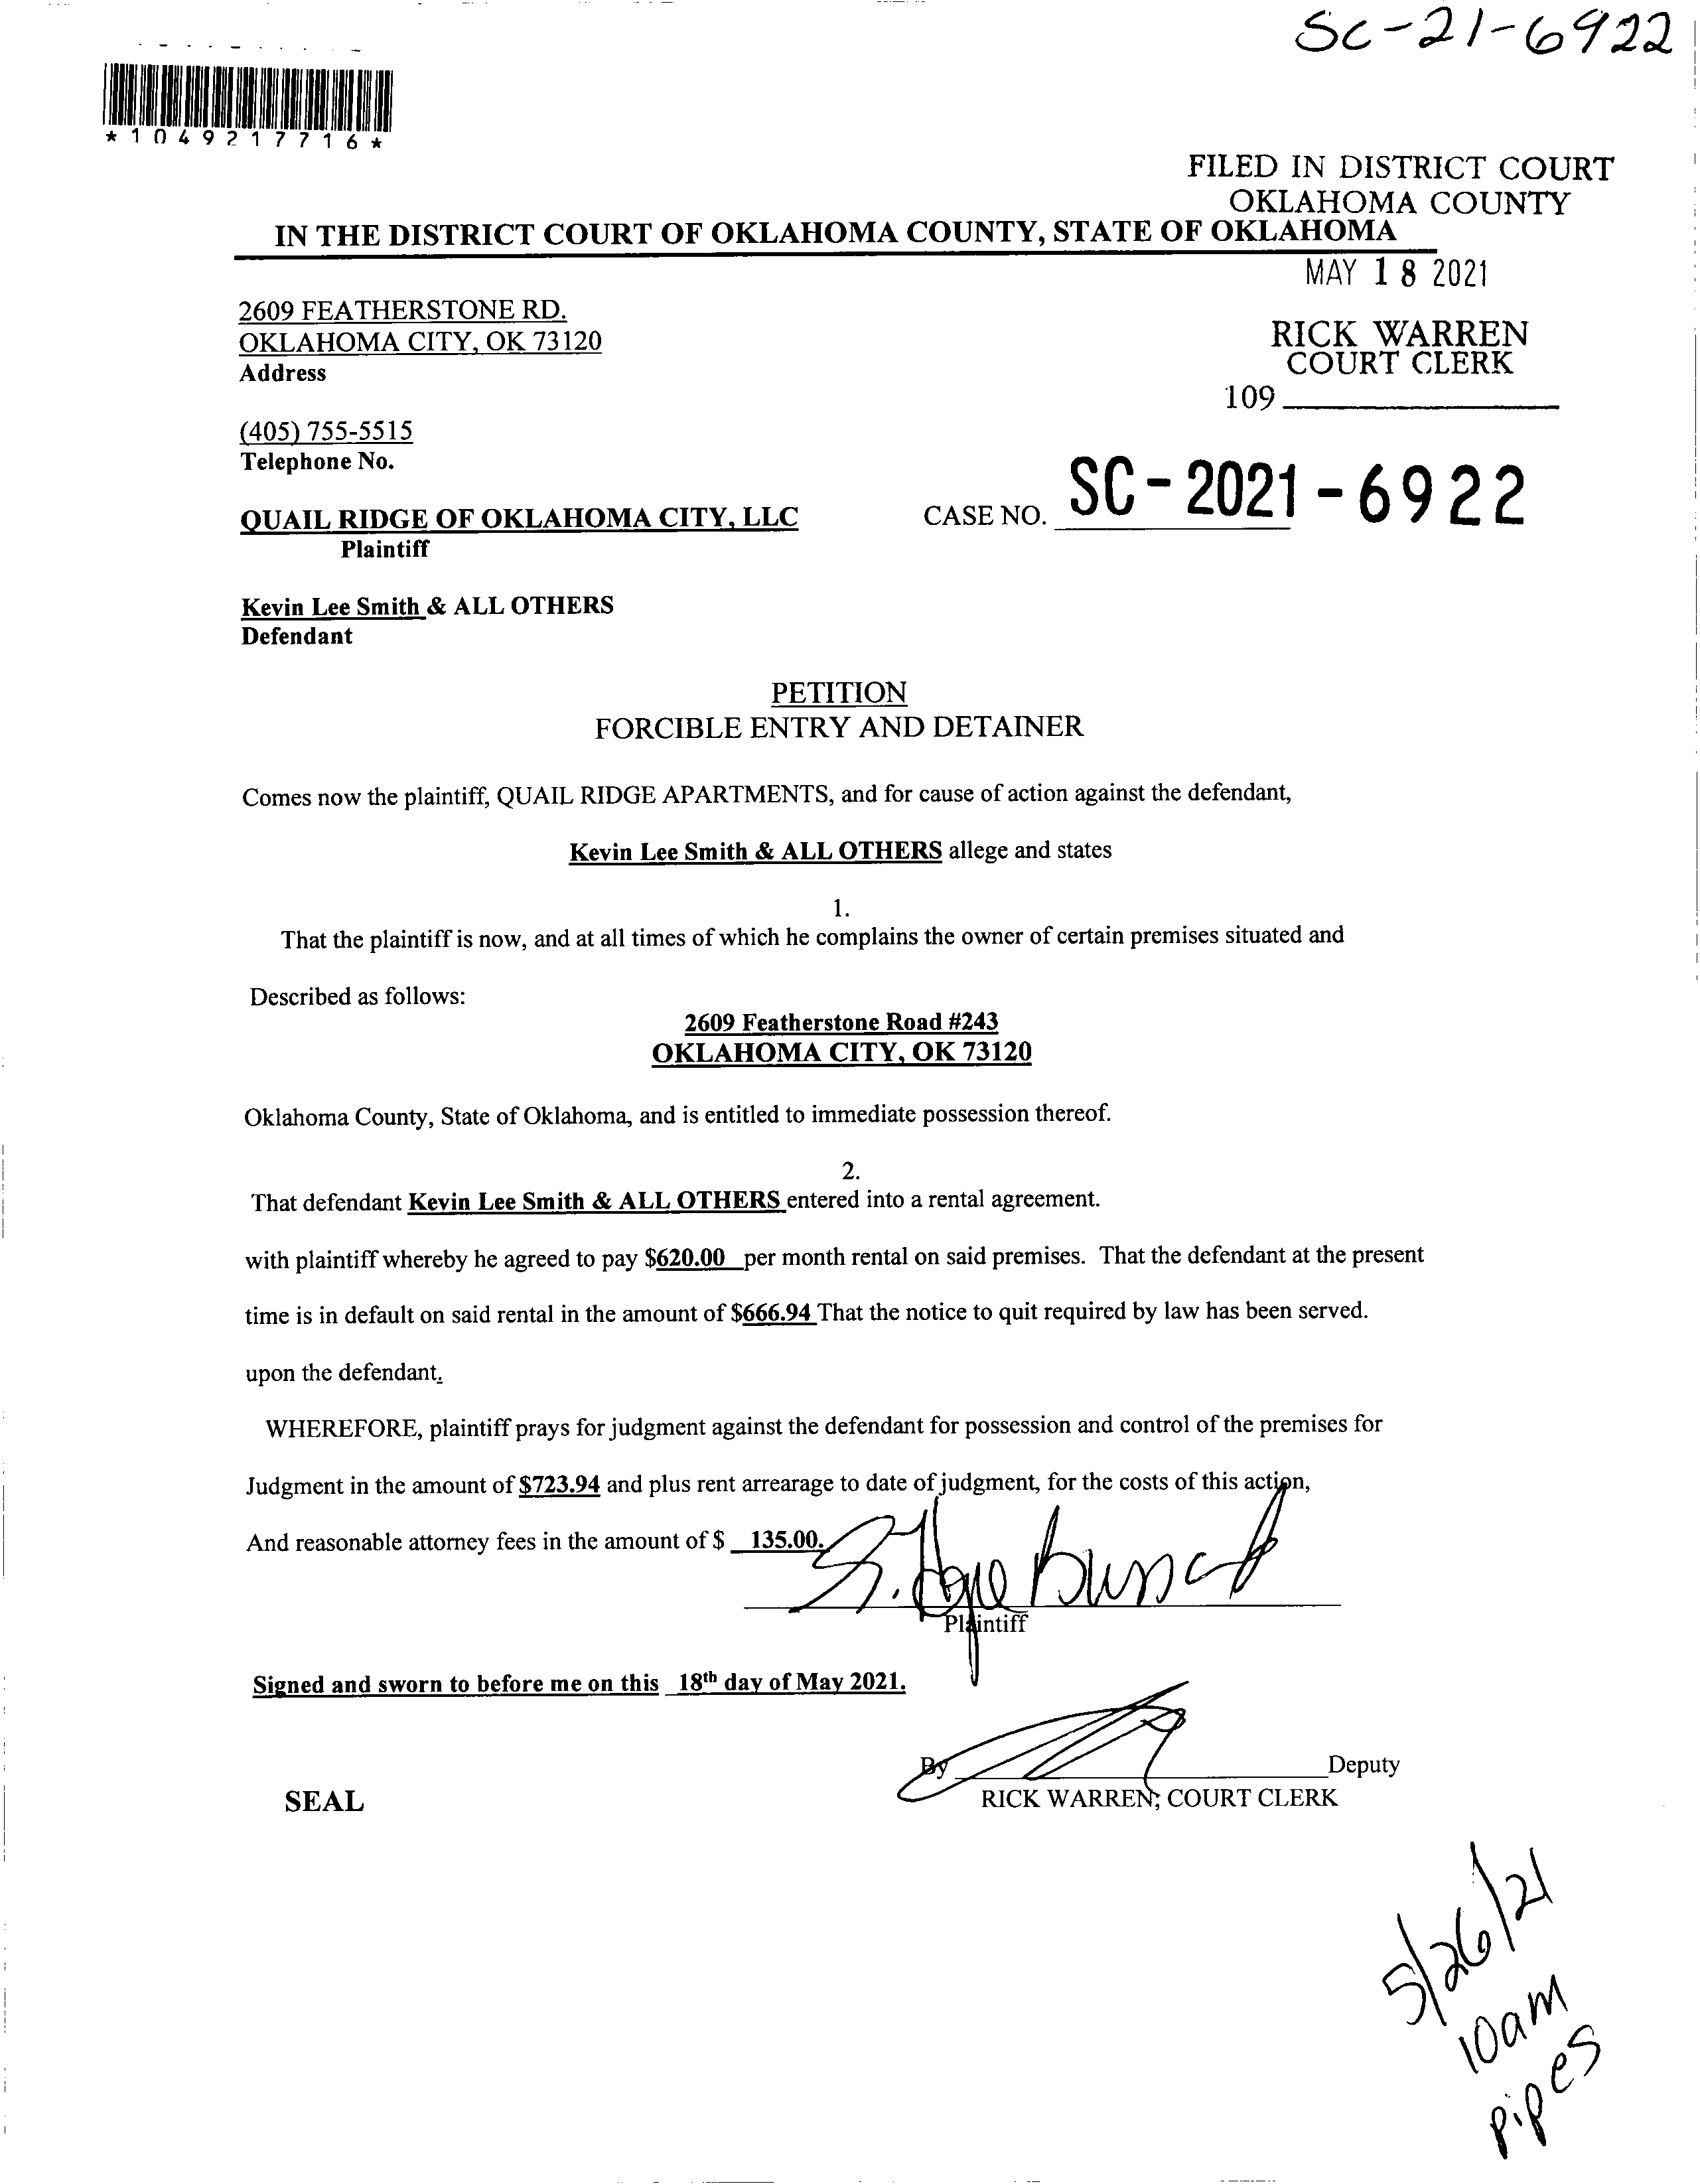 SC-21-6922
*1049217716*
FILED IN DISTRICT COURT
OKLAHOMA COUNTY
IN THE DISTRICT COURT OF OKLAHOMA COUNTY, STATE OF OKLAHOMA
MAY 18 2021
2609 FEATHERSTONE RD.
OKLAHOMA CITY, OK 73120
Address
RICK WARREN
COURT CLERK
109
(405) 755-5515
Telephone No.
QUAIL RIDGE OF OKLAHOMA CITY, LLC
CASE NO. SC-2021-6922
Plaintiff
Kevin Lee Smith & ALL OTHERS
Defendant
PETITION
FORCIBLE ENTRY AND DETAINER
Comes now the plaintiff, QUAIL RIDGE APARTMENTS, and for cause of action against the defendant,
Kevin Lee Smith & ALL OTHERS allege and states
1.
That the plaintiff is now, and at all times of which he complains the owner of certain premises situated and
Described as follows:
2609 Featherstone Road #243
OKLAHOMA CITY, OK 73120
Oklahoma County, State of Oklahoma, and is entitled to immediate possession thereof.
2.
That defendant Kevin Lee Smith & ALL OTHERS entered into a rental agreement.
with plaintiff whereby he agreed to pay $620.00 per month rental on said premises. That the defendant at the present
time is in default on said rental in the amount of $666.94 That the notice to quit required by law has been served.
upon the defendant.
WHEREFORE, plaintiff prays for judgment against the defendant for possession and control of the premises for
Judgment in the amount of $723.94 and plus rent arrearage to date of judgment, for the costs of this action,
And reasonable attorney fees in the amount of $ 135.00.
Plaintiff
Signed and sworn to before me on this 18th day of May 2021.
By Deputy
SEAL
RICK WARREN, COURT CLERK
5/26/21
10am
Pipes